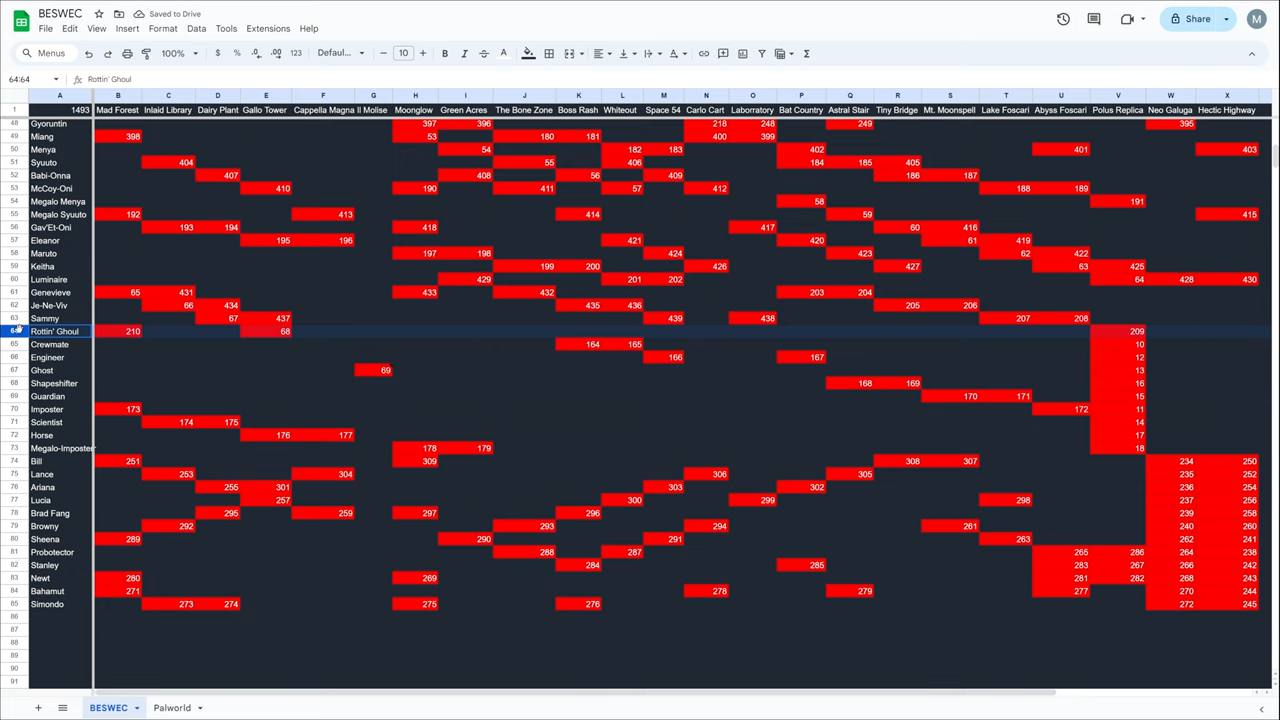 BESWEC Saved to Drive
File Edit View Insert Format Data Tools Extensions Help
Share M
Menus 100% $ % .0 .00 123 Defaul... 10 B I A
64:64 fx Rottin' Ghoul
A B C D E F G H I J K L M N O P Q R S T U V W X
1 1493 Mad Forest Inlaid Library Dairy Plant Gallo Tower Cappella Magna Il Molise Moonglow Green Acres The Bone Zone Boss Rash Whiteout Space 54 Carlo Cart Laborratory Bat Country Astral Stair Tiny Bridge Mt. Moonspell Lake Foscari Abyss Foscari Polus Replica Neo Galuga Hectic Highway
48 Gyoruntin 397 396 218 248 249 395
49 Miang 398 53 180 181 400 399
50 Menya 54 182 183 402 401 403
51 Syuuto 404 55 406 184 185 405
52 Babi-Onna 407 408 56 409 186 187
53 McCoy-Oni 410 190 411 57 412 188 189
54 Megalo Menya 58 191
55 Megalo Syuuto 192 413 414 59 415
56 Gav'Et-Oni 193 194 418 417 60 416
57 Eleanor 195 196 421 420 61 419
58 Maruto 197 198 424 423 62 422
59 Keitha 199 200 426 427 63 425
60 Luminaire 429 201 202 64 428 430
61 Genevieve 65 431 433 432 203 204
62 Je-Ne-Viv 66 434 435 436 205 206
63 Sammy 67 437 439 438 207 208
Rottin' Ghoul 210 68 209
65 Crewmate 164 165 10
66 Engineer 166 167 12
67 Ghost 69 13
68 Shapeshifter 168 169 16
69 Guardian 170 171 15
70 Imposter 173 172 11
71 Scientist 174 175 14
72 Horse 176 177 17
73 Megalo-Imposter 178 179 18
74 Bill 251 309 308 307 234 250
75 Lance 253 304 306 305 235 252
76 Ariana 255 301 303 302 236 254
77 Lucia 257 300 299 298 237 256
78 Brad Fang 295 259 297 296 239 258
79 Browny 292 293 294 261 240 260
80 Sheena 289 290 291 263 262 241
81 Probotector 288 287 265 286 264 238
82 Stanley 284 285 283 267 266 242
83 Newt 280 269 281 282 268 243
84 Bahamut 271 278 279 277 270 244
85 Simondo 273 274 275 276 272 245
86
87
88
89
90
91
BESWEC Palworld